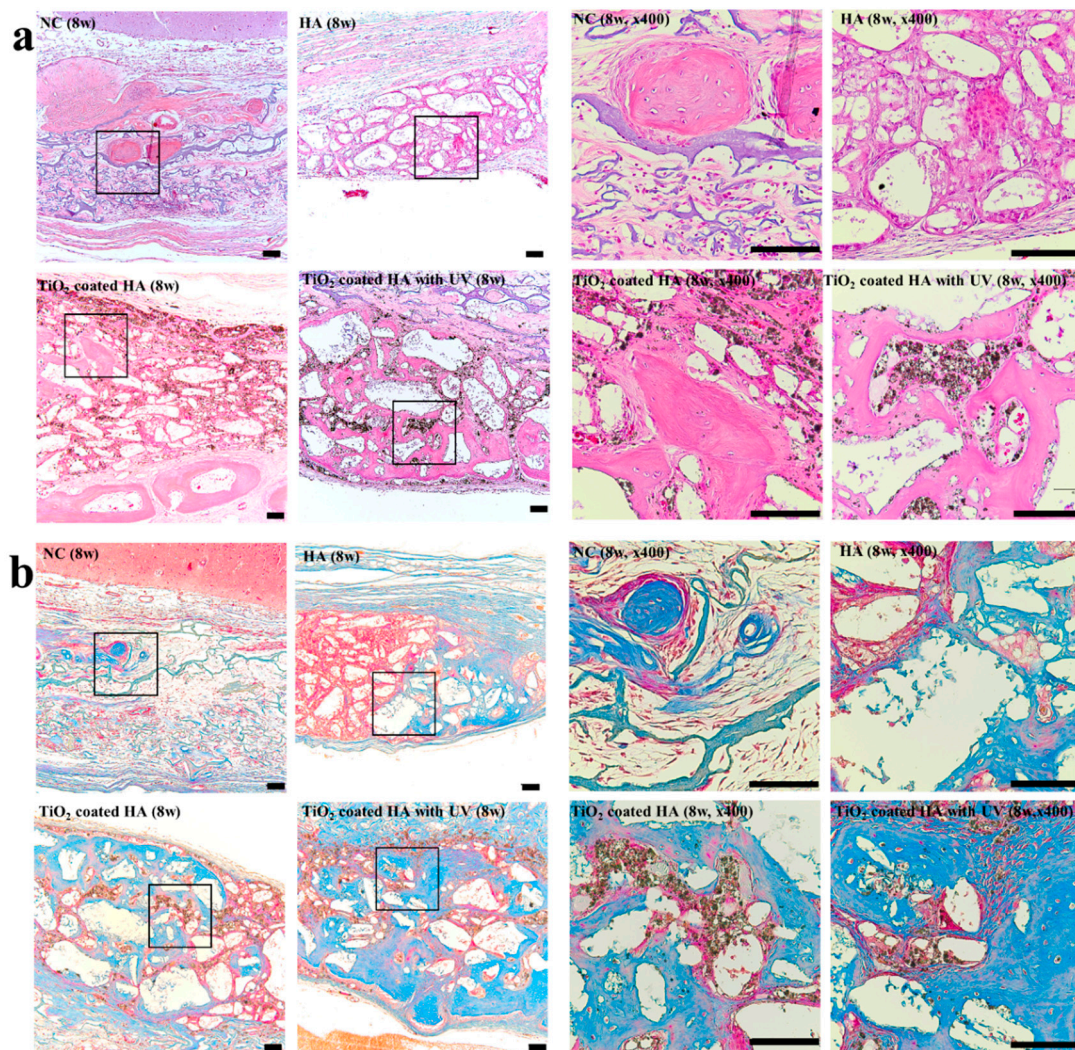 a
NC (8w)
HA (8w)
NC (8w, x400)
HA (8w, x400)
TiO₂ coated HA (8w)
TiO₂ coated HA with UV (8w)
TiO₂ coated HA (8w, x400)
TiO₂ coated HA with UV (8w, x400)
b
NC (8w)
HA (8w)
NC (8w, x400)
HA (8w, x400)
TiO₂ coated HA (8w)
TiO₂ coated HA with UV (8w)
TiO₂ coated HA (8w, x400)
TiO₂ coated HA with UV (8w,x400)